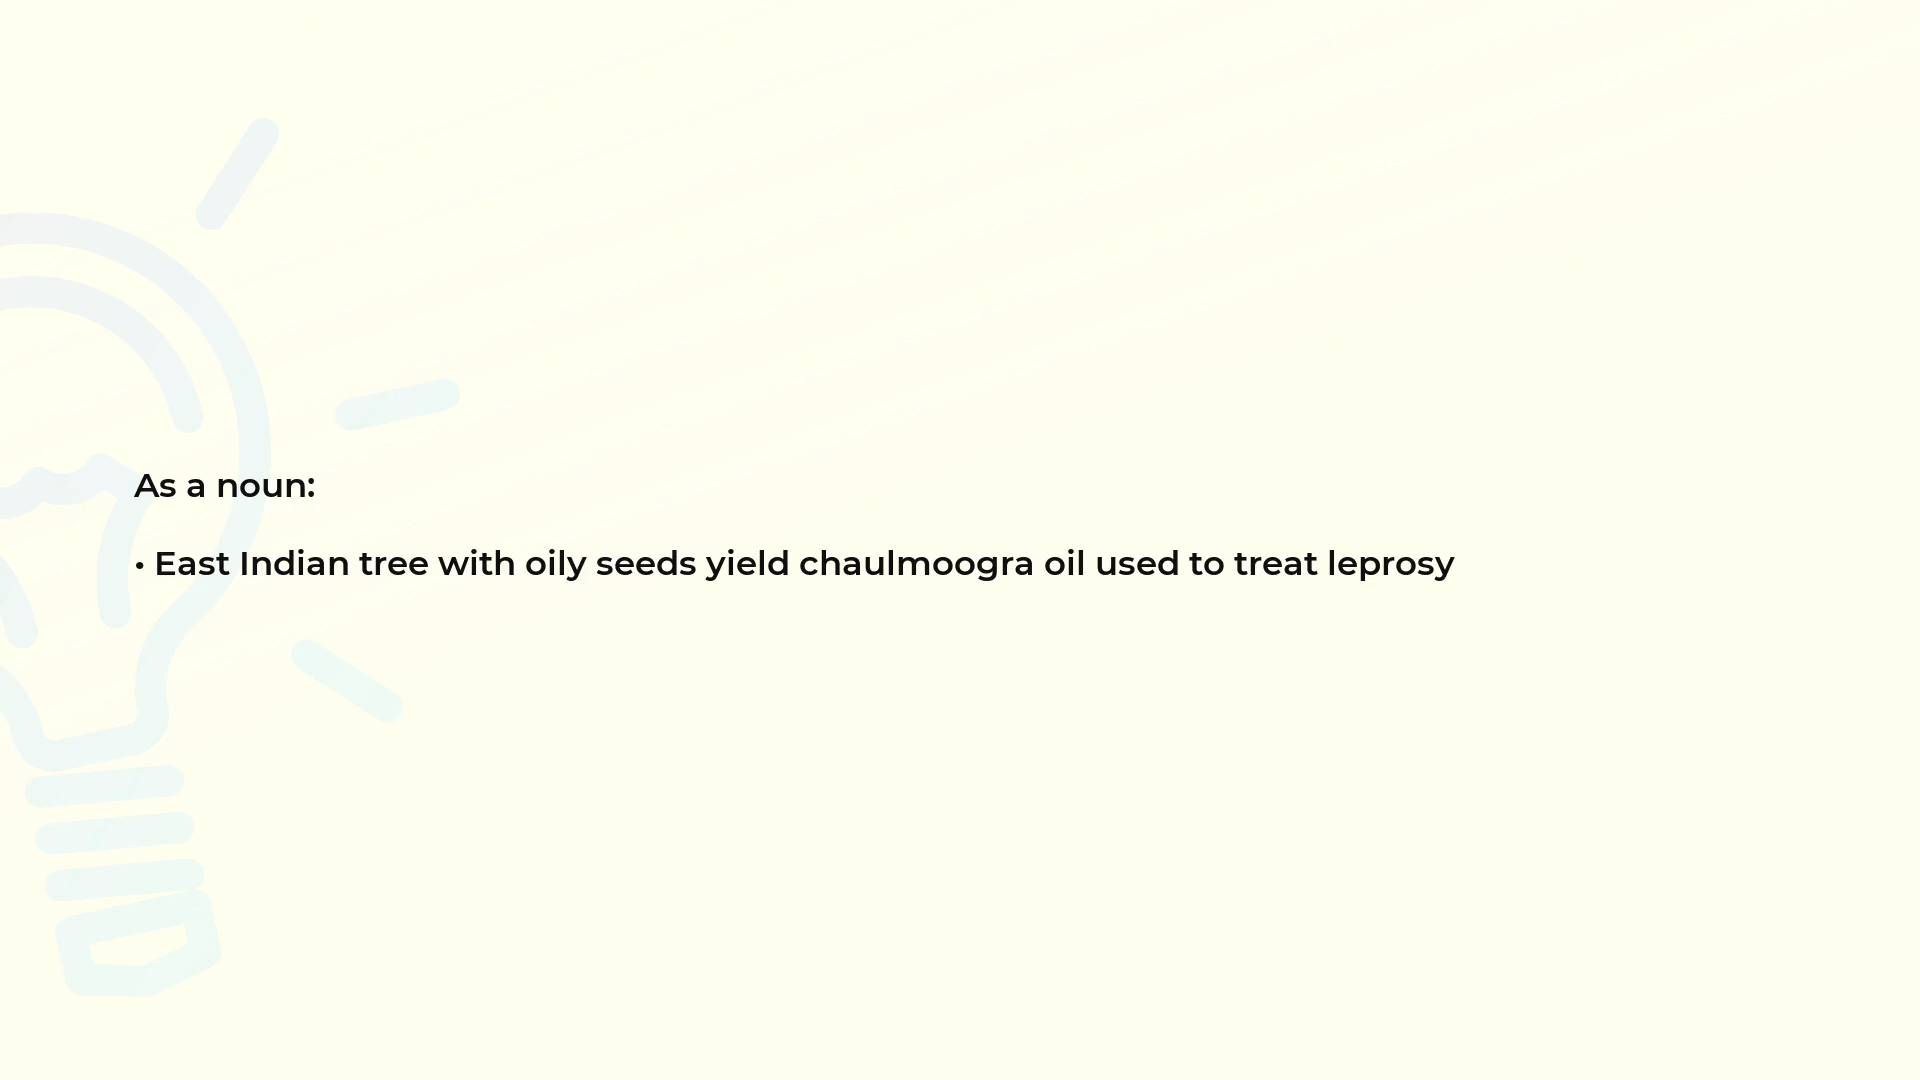 As a noun:
• East Indian tree with oily seeds yield chaulmoogra oil used to treat leprosy